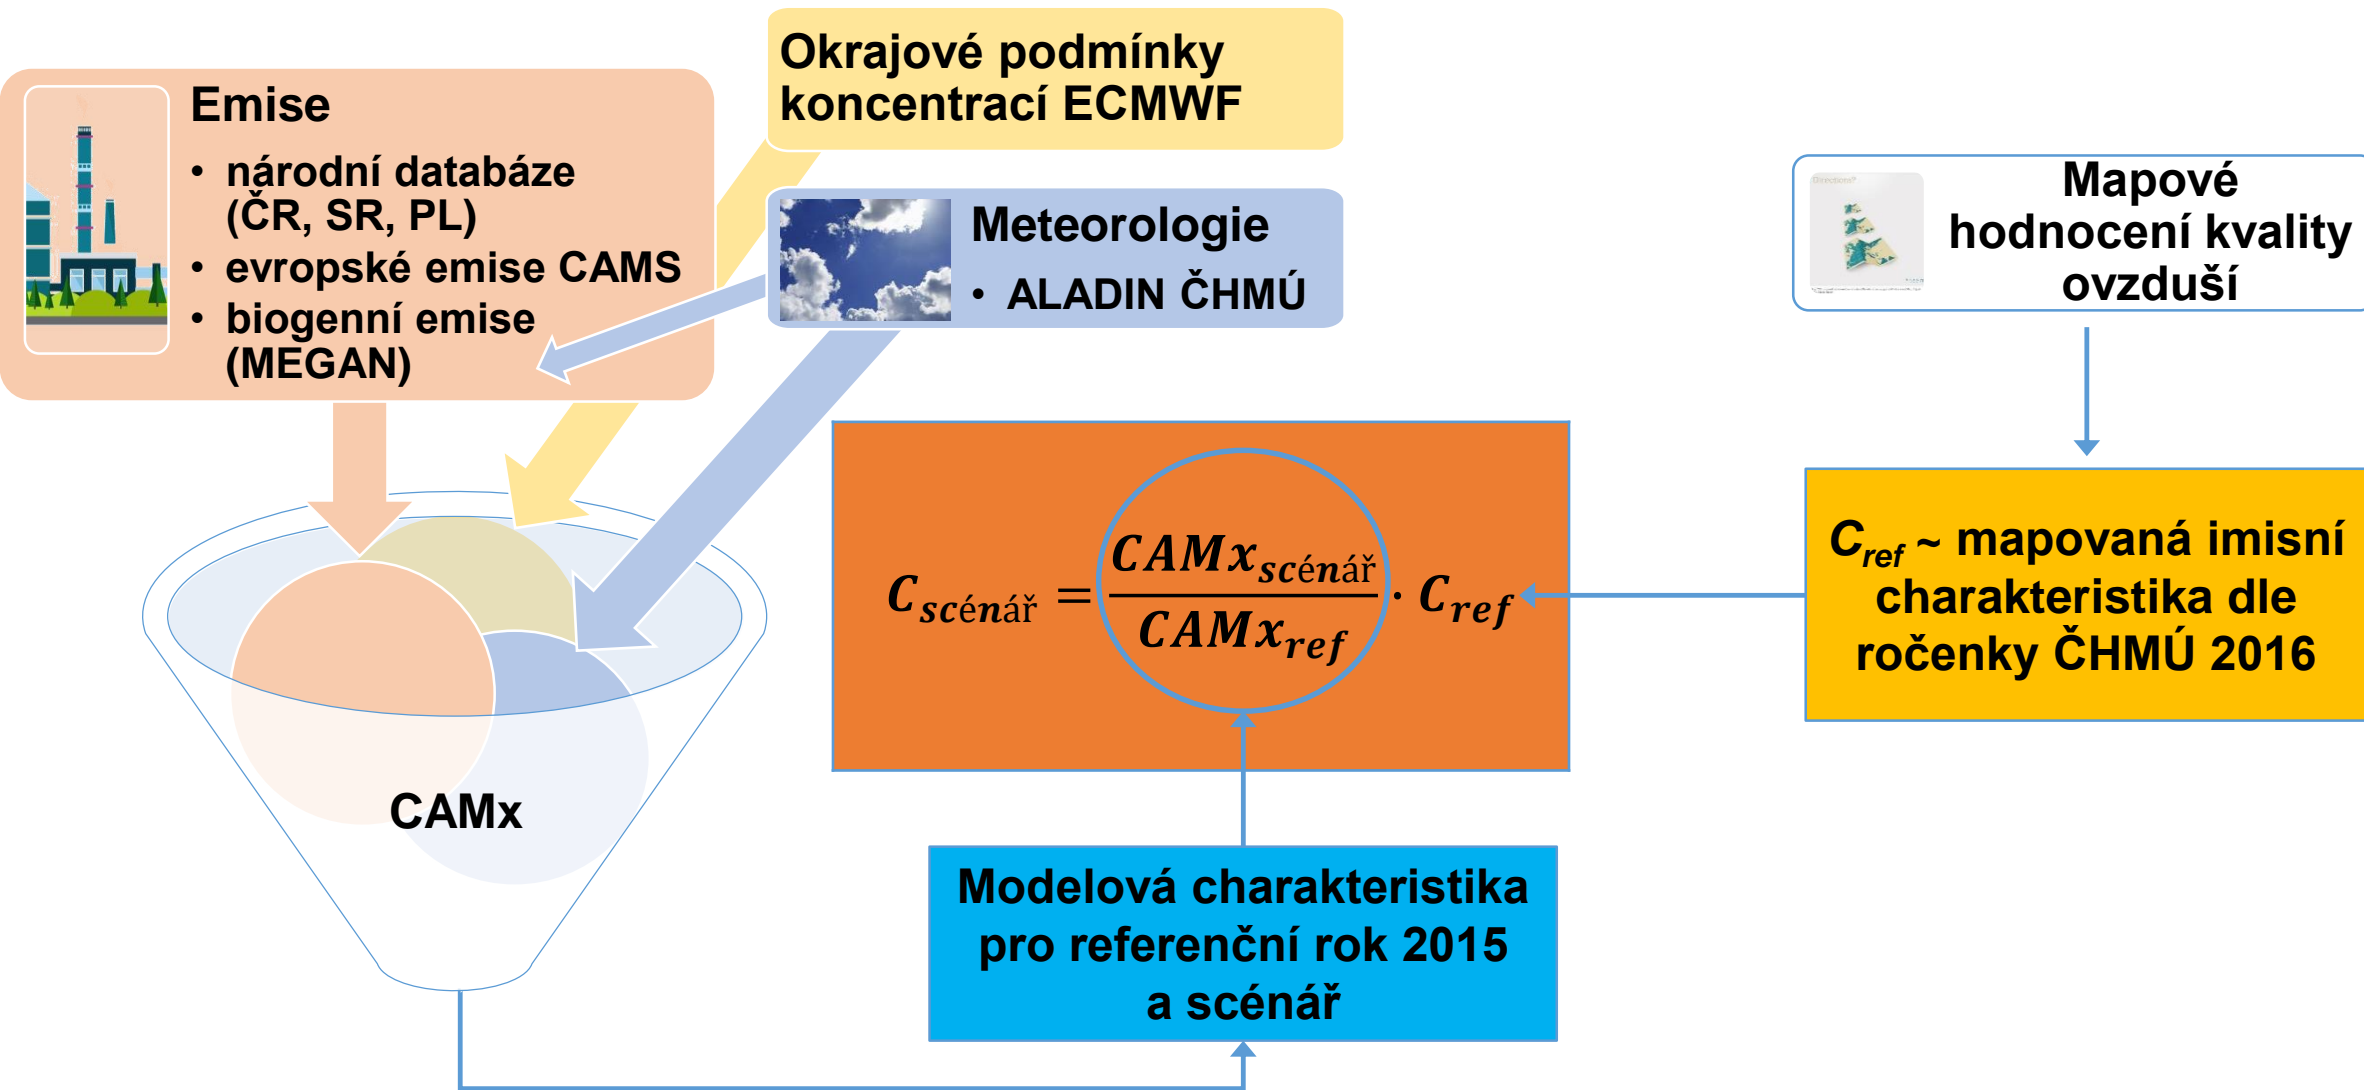 Okrajové podmínky
koncentrací ECMWF
Emise
• národní databáze
(ČR, SR, PL)
• evropské emise CAMS
• biogenní emise
(MEGAN)
Meteorologie
• ALADIN ČHMÚ
Mapové
hodnocení kvality
ovzduší
Directions
C_scénář = CAMx_scénář / CAMx_ref · C_ref
C_ref ~ mapovaná imisní
charakteristika dle
ročenky ČHMÚ 2016
CAMx
Modelová charakteristika
pro referenční rok 2015
a scénář